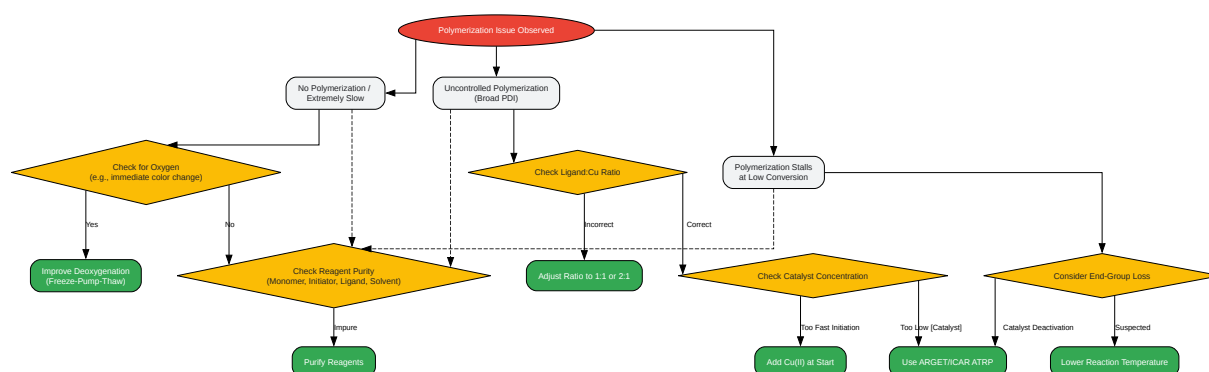 Polymerization Issue Observed
No Polymerization /
Extremely Slow
Uncontrolled Polymerization
(Broad PDI)
Check for Oxygen
(e.g., immediate color change)
Check Ligand:Cu Ratio
Polymerization Stalls
at Low Conversion
Yes
No
Incorrect
Correct
Improve Deoxygenation
(Freeze-Pump-Thaw)
Check Reagent Purity
(Monomer, Initiator, Ligand, Solvent)
Adjust Ratio to 1:1 or 2:1
Check Catalyst Concentration
Consider End-Group Loss
Impure
Too Fast Initiation
Too Low [Catalyst]
Catalyst Deactivation
Suspected
Purify Reagents
Add Cu(II) at Start
Use ARGET/ICAR ATRP
Lower Reaction Temperature